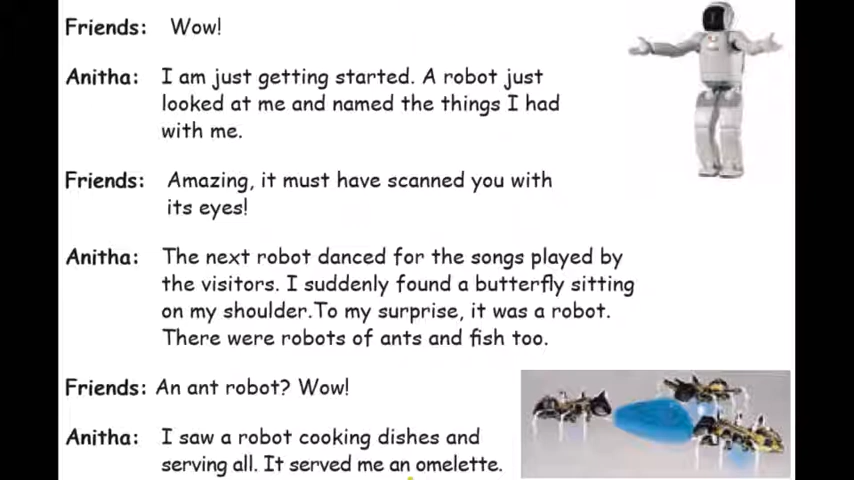 Friends: Wow!
Anitha: I am just getting started. A robot just
looked at me and named the things I had
with me.
Friends: Amazing, it must have scanned you with
its eyes!
Anitha: The next robot danced for the songs played by
the visitors. I suddenly found a butterfly sitting
on my shoulder.To my surprise, it was a robot.
There were robots of ants and fish too.
Friends: An ant robot? Wow!
Anitha: I saw a robot cooking dishes and
serving all. It served me an omelette.